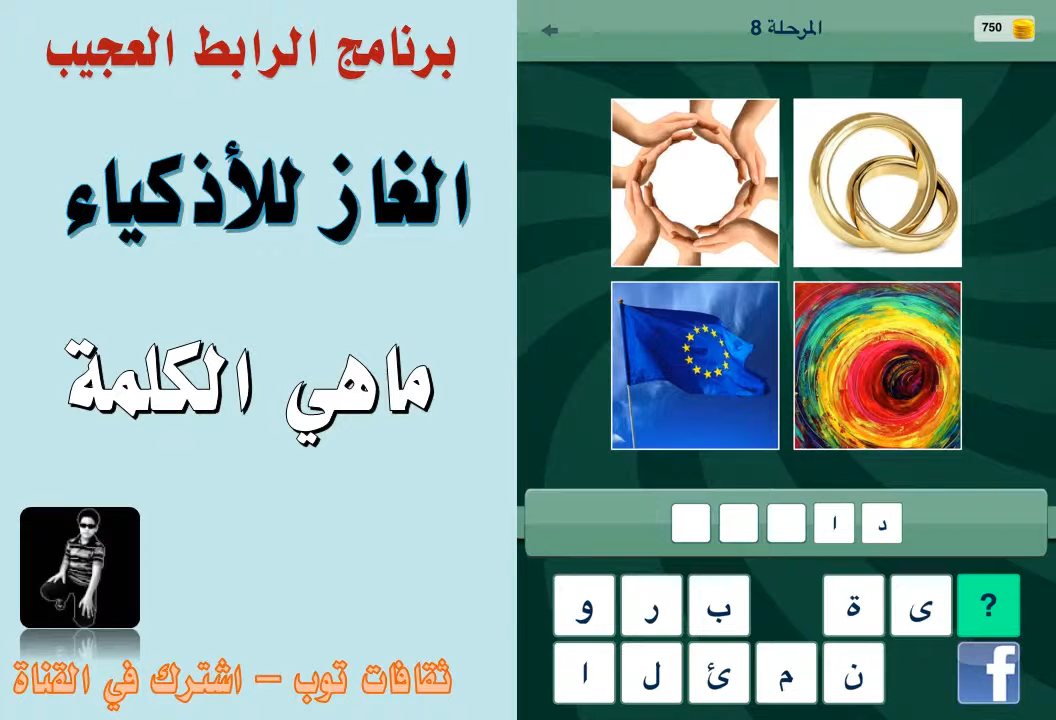 برنامج الرابط العجيب
الغاز للأذكياء
ماهي الكلمة
ثقافات توب – اشترك في القناة
المرحلة 8
750
د ا
? ى ة ب ر و
f ن م ئ ل ا